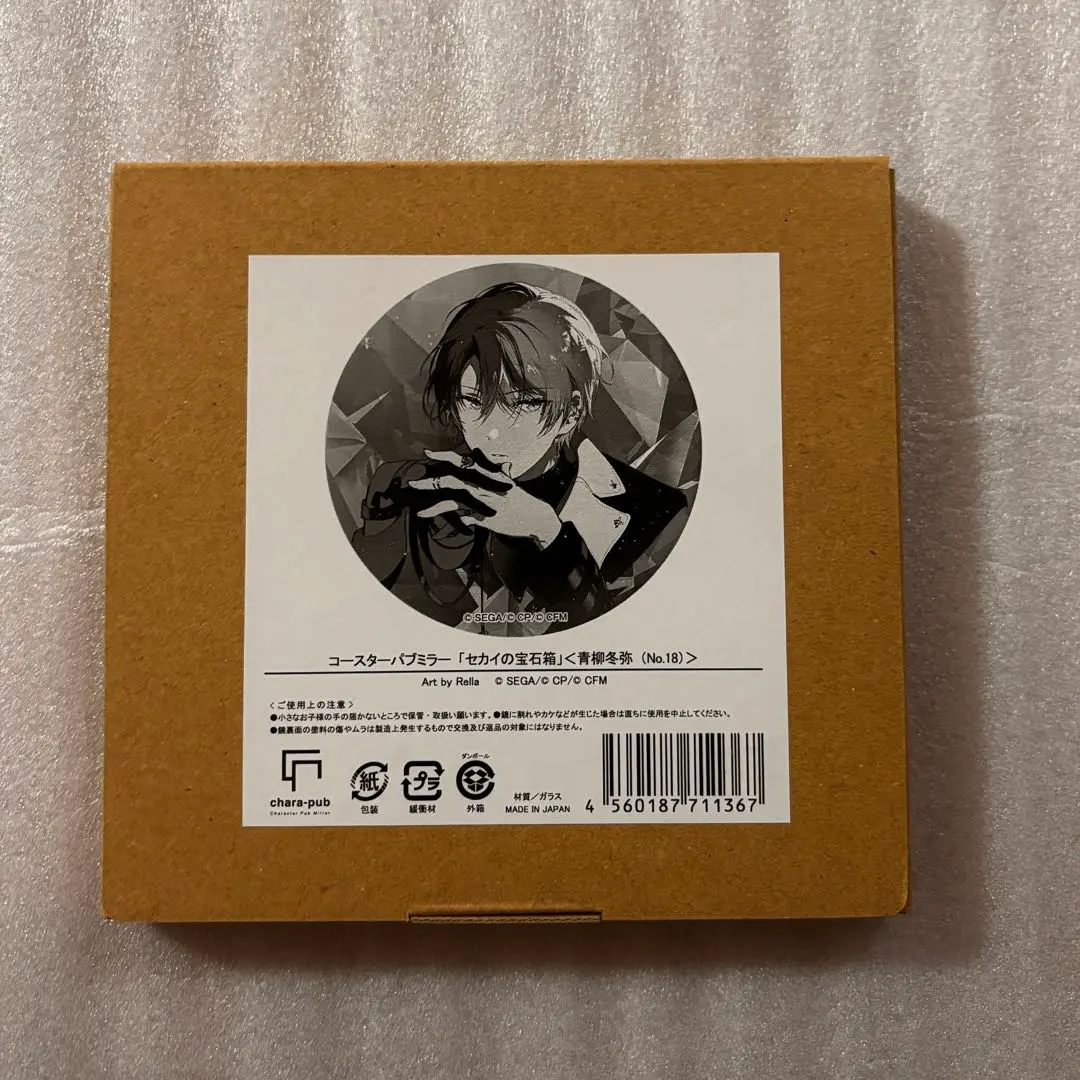 © SEGA/© CP/© CFM
コースターパブミラー「セカイの宝石箱」＜青柳冬弥（No.18）＞
Art by Rella © SEGA/© CP/© CFM
＜ご使用上の注意＞
●小さなお子様の手の届かないところで保管・取扱い願います。●鏡に割れやカケなどが生じた場合は直ちに使用を中止してください。
●鏡裏面の塗料の傷やムラは製造上発生するもので交換及び返品の対象にはなりません。
chara-pub
Character Pub Mirror
紙
包装
プラ
緩衝材
ダンボール
外箱
材質／ガラス
MADE IN JAPAN
4 560187 711367